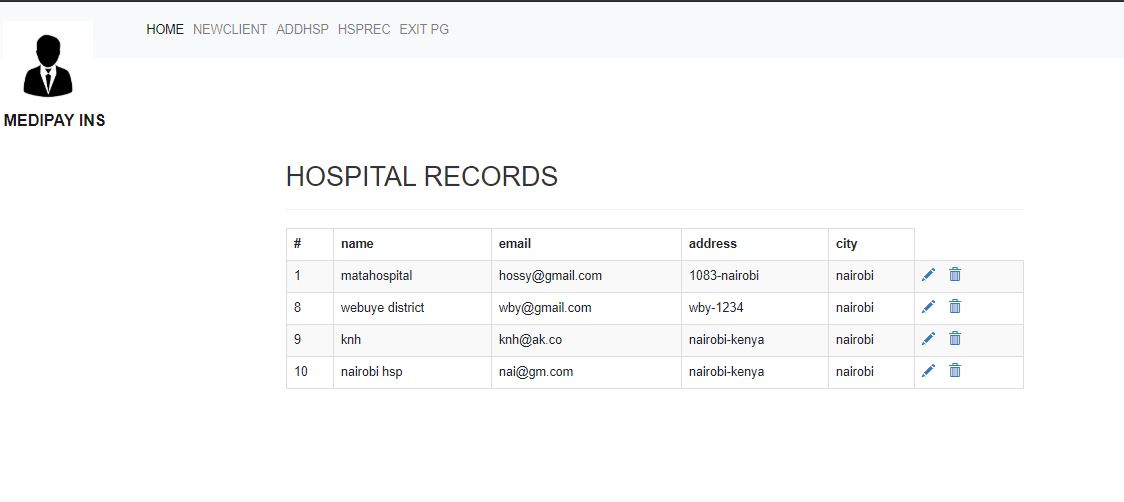 HOME NEWCLIENT ADDHSP HSPREC EXIT PG
MEDIPAY INS
HOSPITAL RECORDS
# name email address city
1 matahospital hossy@gmail.com 1083-nairobi nairobi
8 webuye district wby@gmail.com wby-1234 nairobi
9 knh knh@ak.co nairobi-kenya nairobi
10 nairobi hsp nai@gm.com nairobi-kenya nairobi